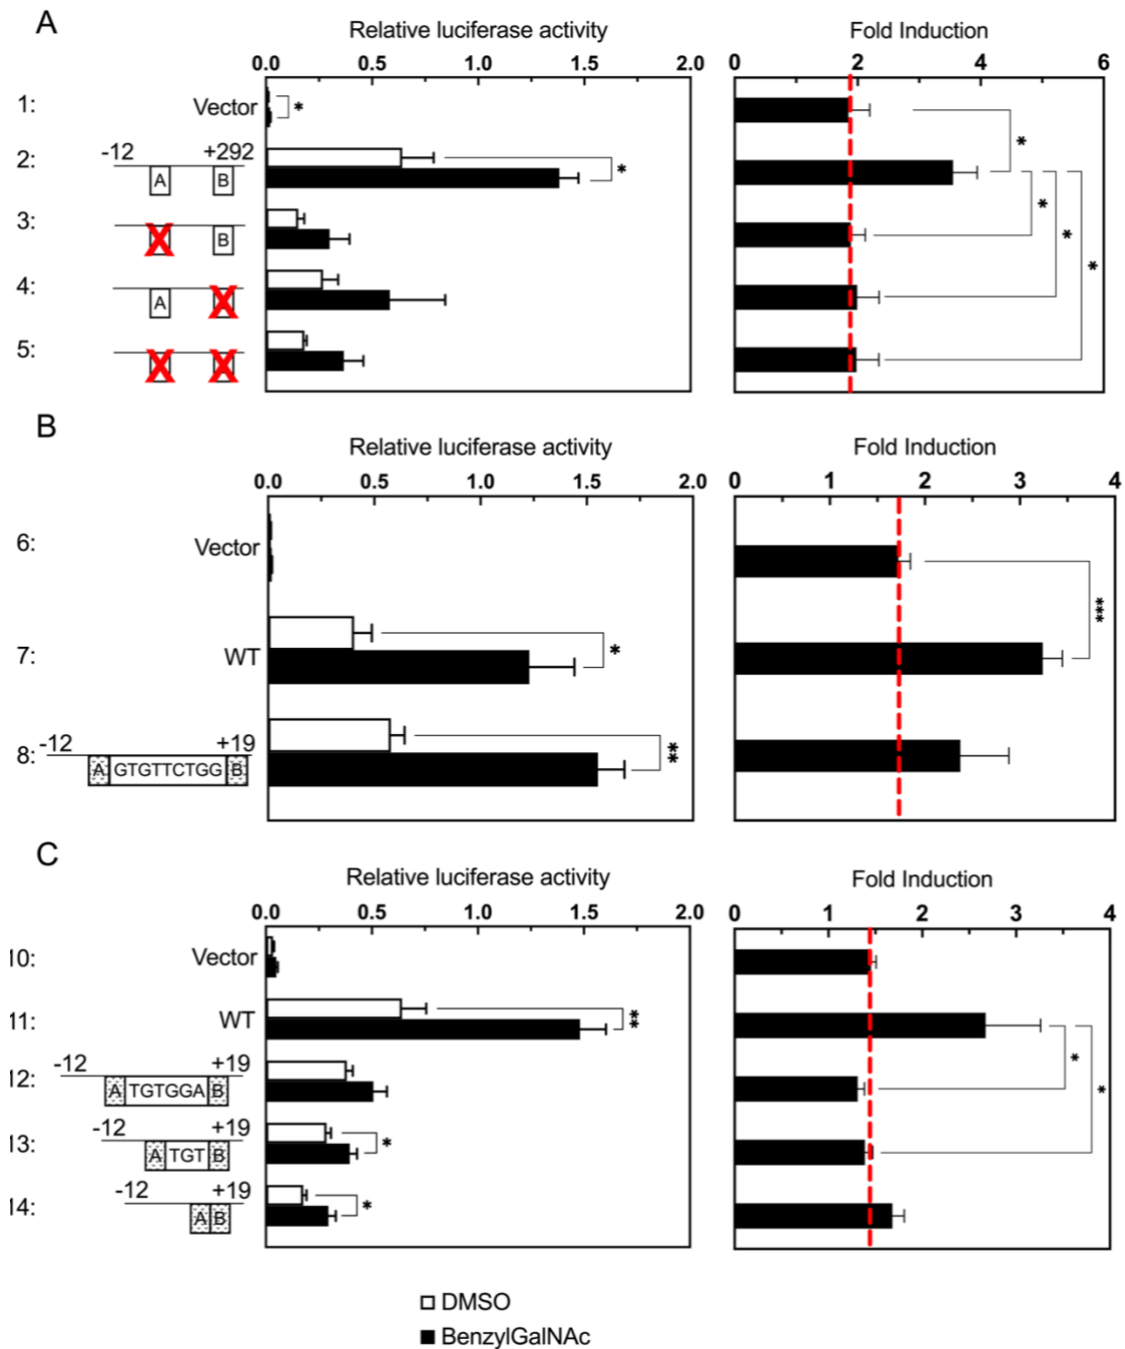 A
Relative luciferase activity Fold Induction
0.0 0.5 1.0 1.5 2.0 0 2 4 6
1: Vector *
-12 +292
2: A B *
3: B
4: A
5:
* * * *
B
Relative luciferase activity Fold Induction
0.0 0.5 1.0 1.5 2.0 0 1 2 3 4
6: Vector
7: WT * ***
-12 +19
8: A GTGTTCTGG B **
C
Relative luciferase activity Fold Induction
0.0 0.5 1.0 1.5 2.0 0 1 2 3 4
10: Vector
11: WT **
-12 +19
12: A TGTGGA B *
-12 +19
13: A TGT B * *
-12 +19
14: A B *
DMSO
BenzylGalNAc